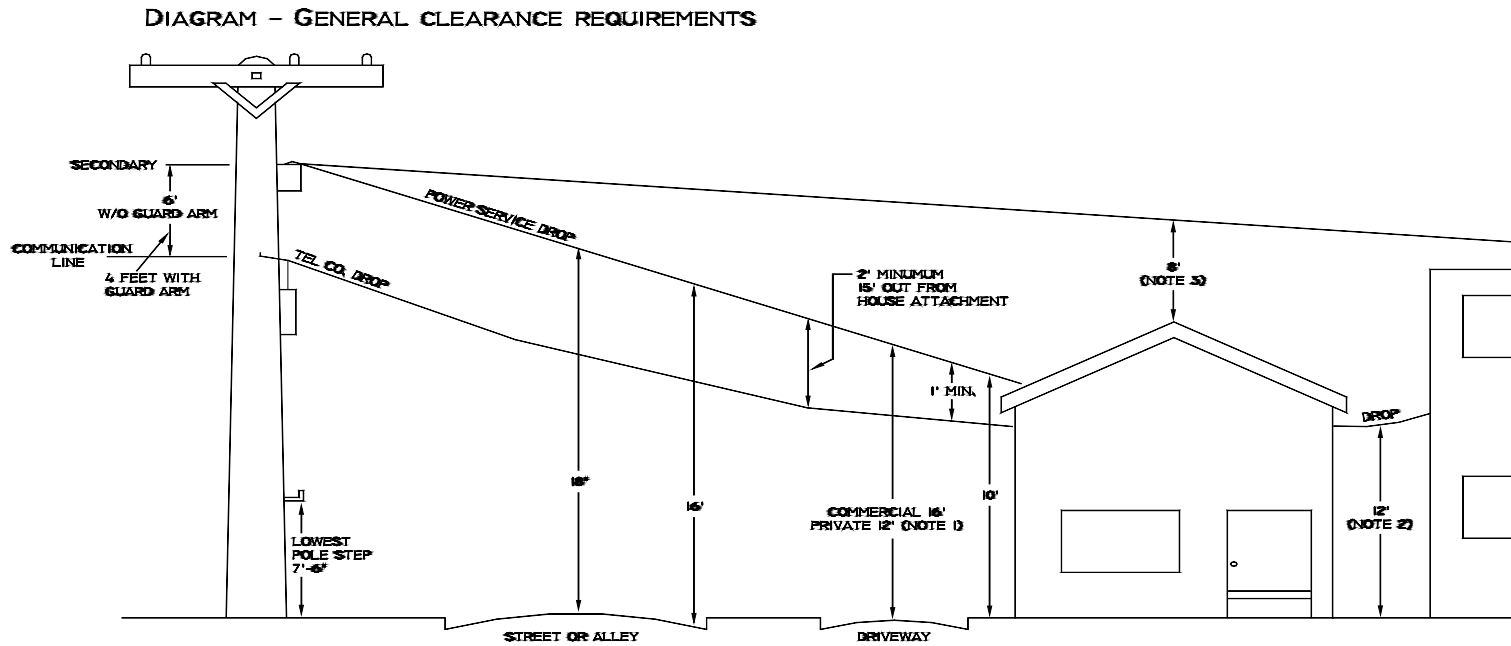 DIAGRAM – GENERAL CLEARANCE REQUIREMENTS
SECONDARY
6'
W/O GUARD ARM
COMMUNICATION
LINE
4 FEET WITH
GUARD ARM
POWER SERVICE DROP
TEL CO. DROP
2' MINUMUM
15' OUT FROM
HOUSE ATTACHMENT
8'
(NOTE 3)
1' MIN.
DROP
18"
16'
COMMERCIAL 16'
PRIVATE 12' (NOTE 1)
10'
12'
(NOTE 2)
LOWEST
POLE STEP
7'-6"
STREET OR ALLEY
DRIVEWAY